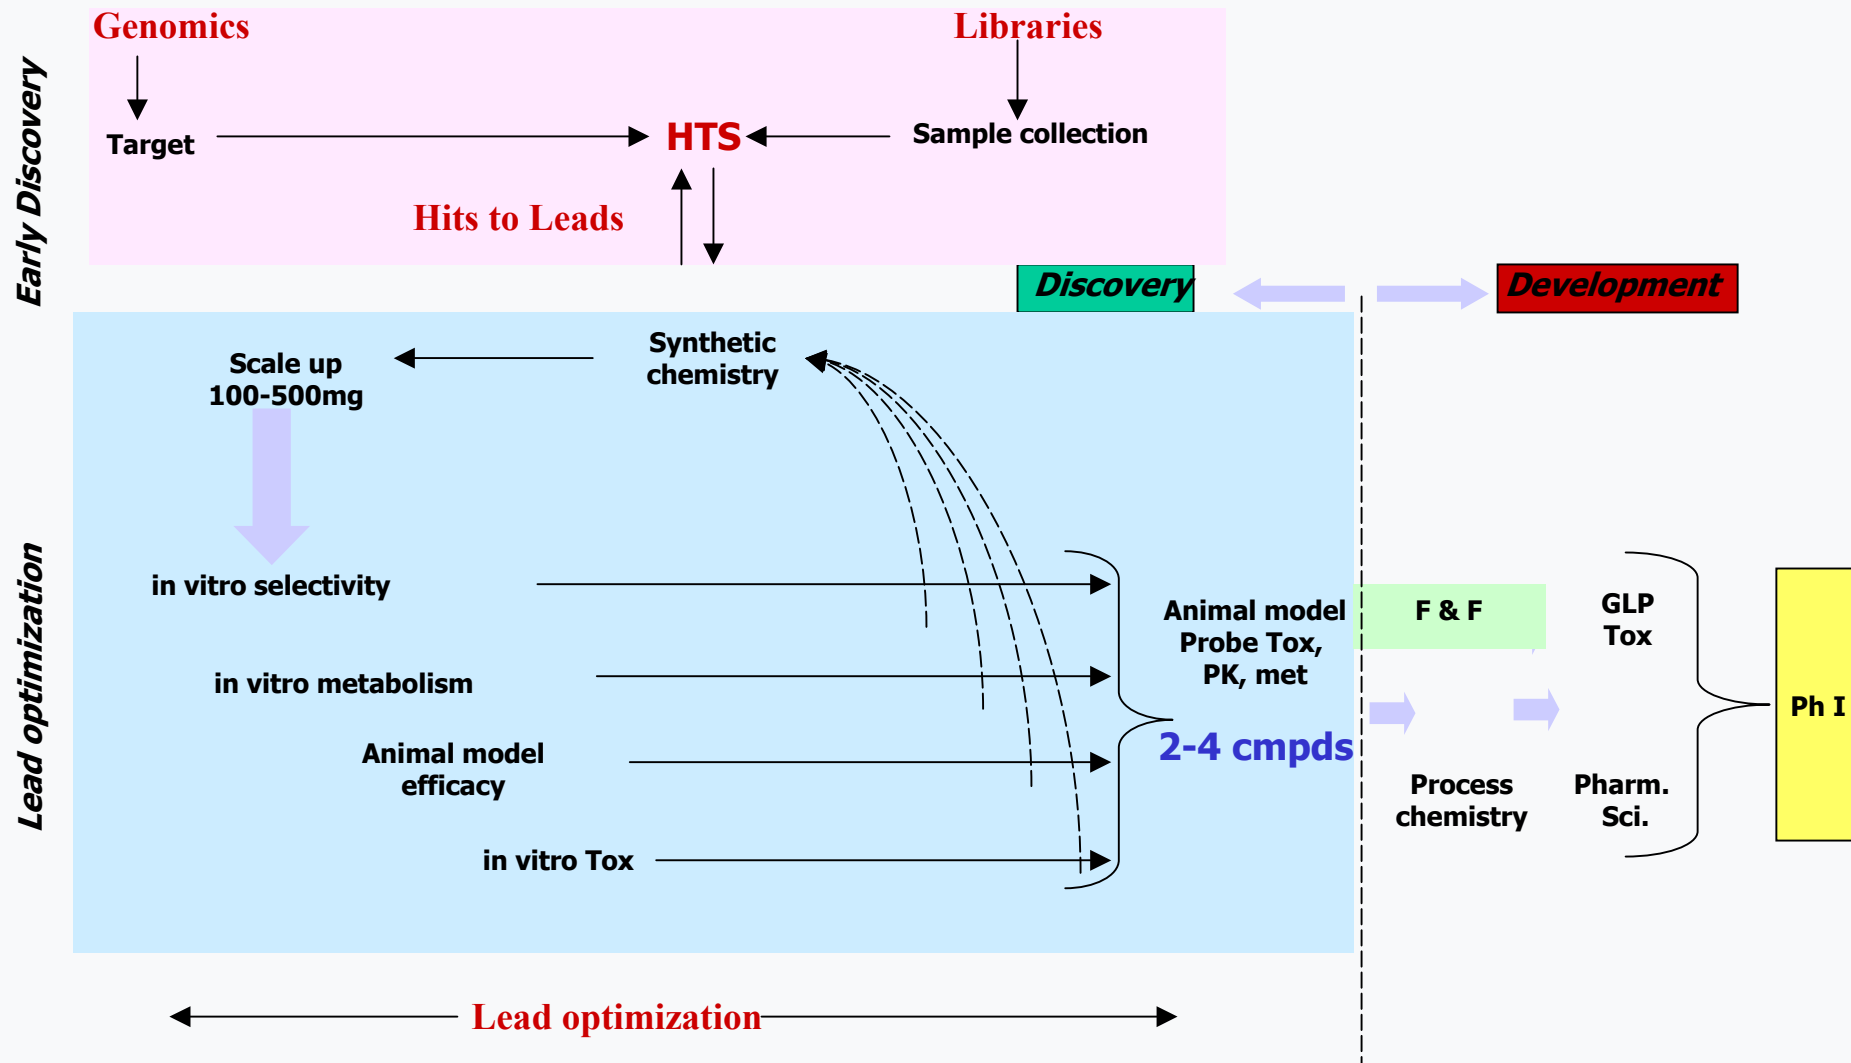 Genomics
Libraries
Early Discovery
Target
HTS
Sample collection
Hits to Leads
Discovery
Development
Synthetic
chemistry
Scale up
100-500mg
Lead optimization
in vitro selectivity
in vitro metabolism
Animal model
efficacy
in vitro Tox
Animal model
Probe Tox,
PK, met
2-4 cmpds
F & F
Process
chemistry
GLP
Tox
Pharm.
Sci.
Ph I
Lead optimization